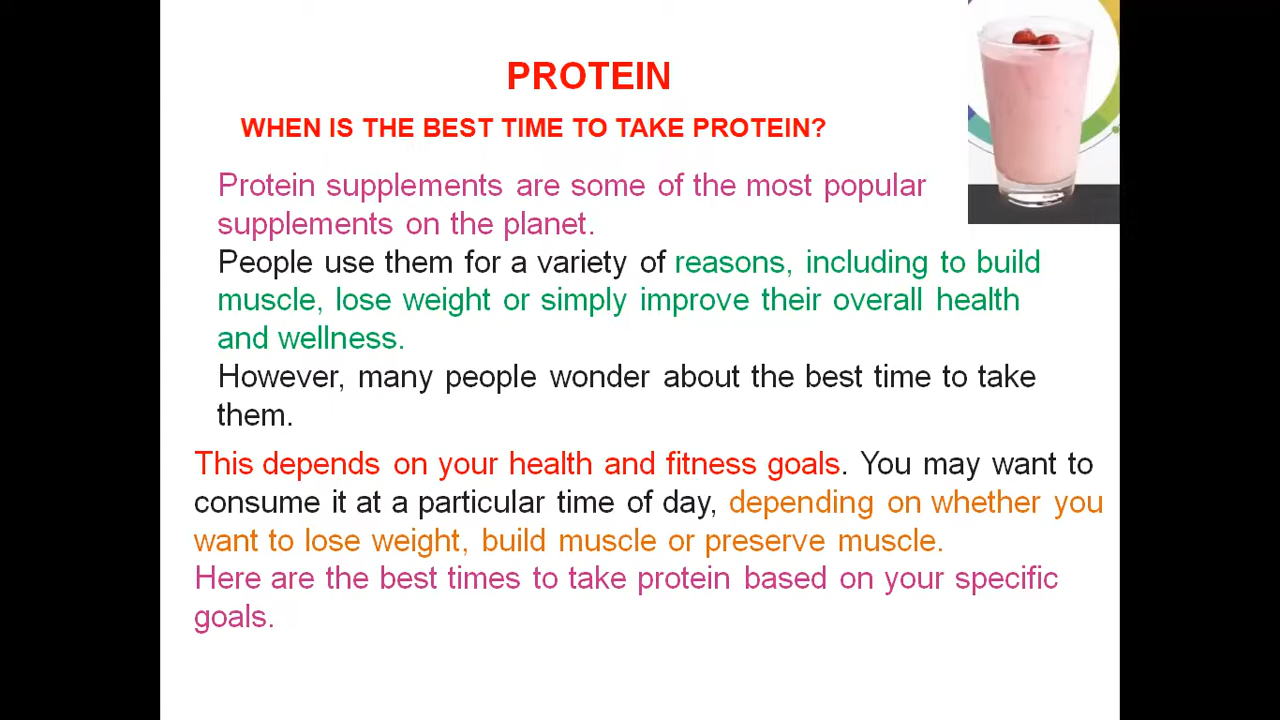 PROTEIN
WHEN IS THE BEST TIME TO TAKE PROTEIN?
Protein supplements are some of the most popular
supplements on the planet.
People use them for a variety of reasons, including to build
muscle, lose weight or simply improve their overall health
and wellness.
However, many people wonder about the best time to take
them.
This depends on your health and fitness goals. You may want to
consume it at a particular time of day, depending on whether you
want to lose weight, build muscle or preserve muscle.
Here are the best times to take protein based on your specific
goals.